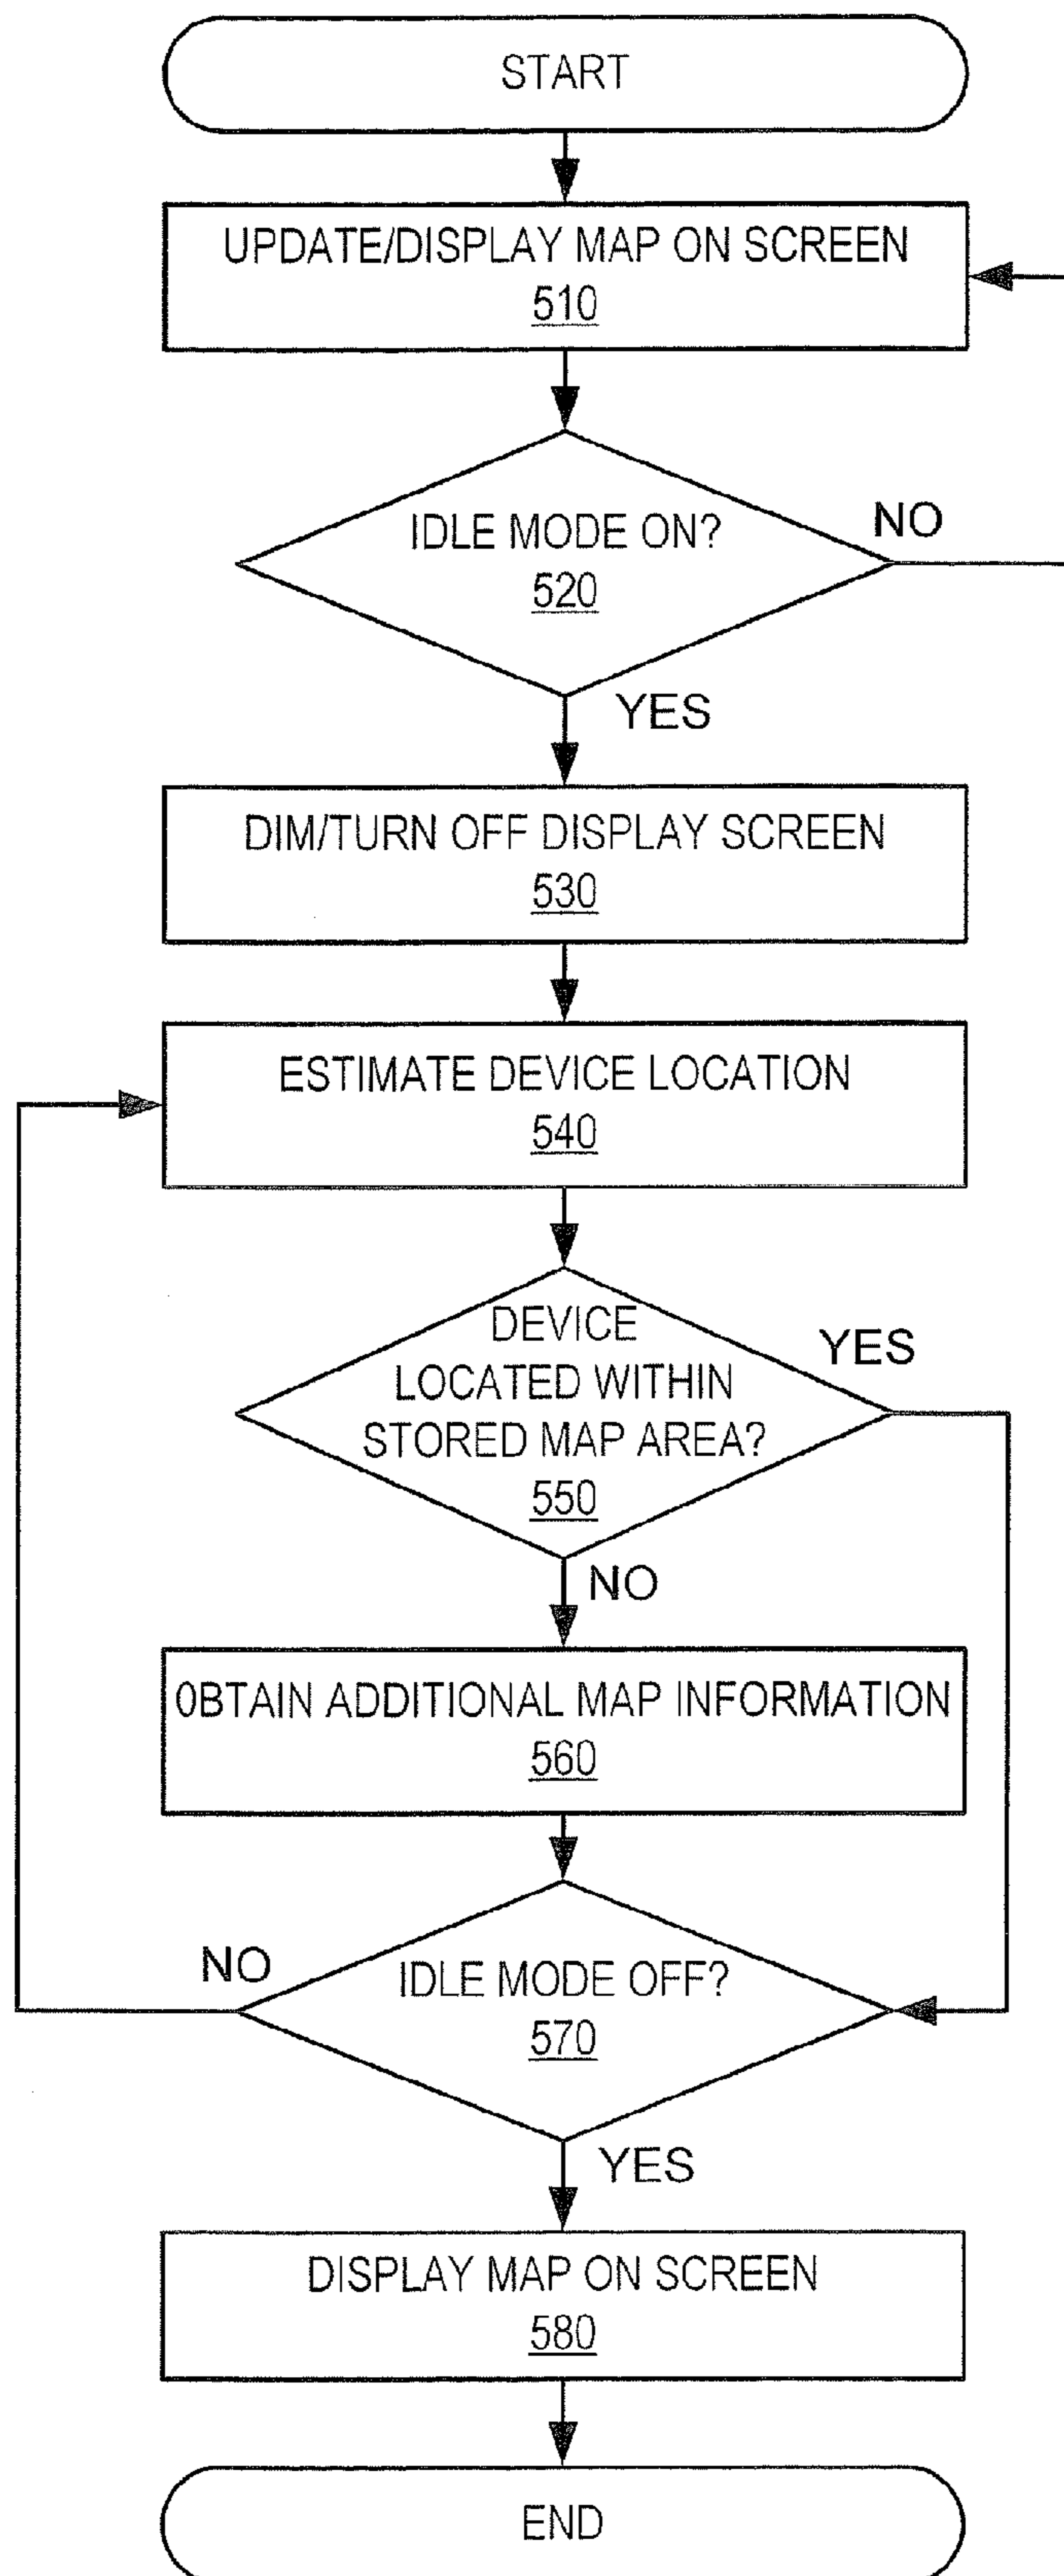 START
UPDATE/DISPLAY MAP ON SCREEN
510
IDLE MODE ON?
520
NO
YES
DIM/TURN OFF DISPLAY SCREEN
530
ESTIMATE DEVICE LOCATION
540
DEVICE
LOCATED WITHIN
STORED MAP AREA?
550
YES
NO
0BTAIN ADDITIONAL MAP INFORMATION
560
IDLE MODE OFF?
570
NO
YES
DISPLAY MAP ON SCREEN
580
END